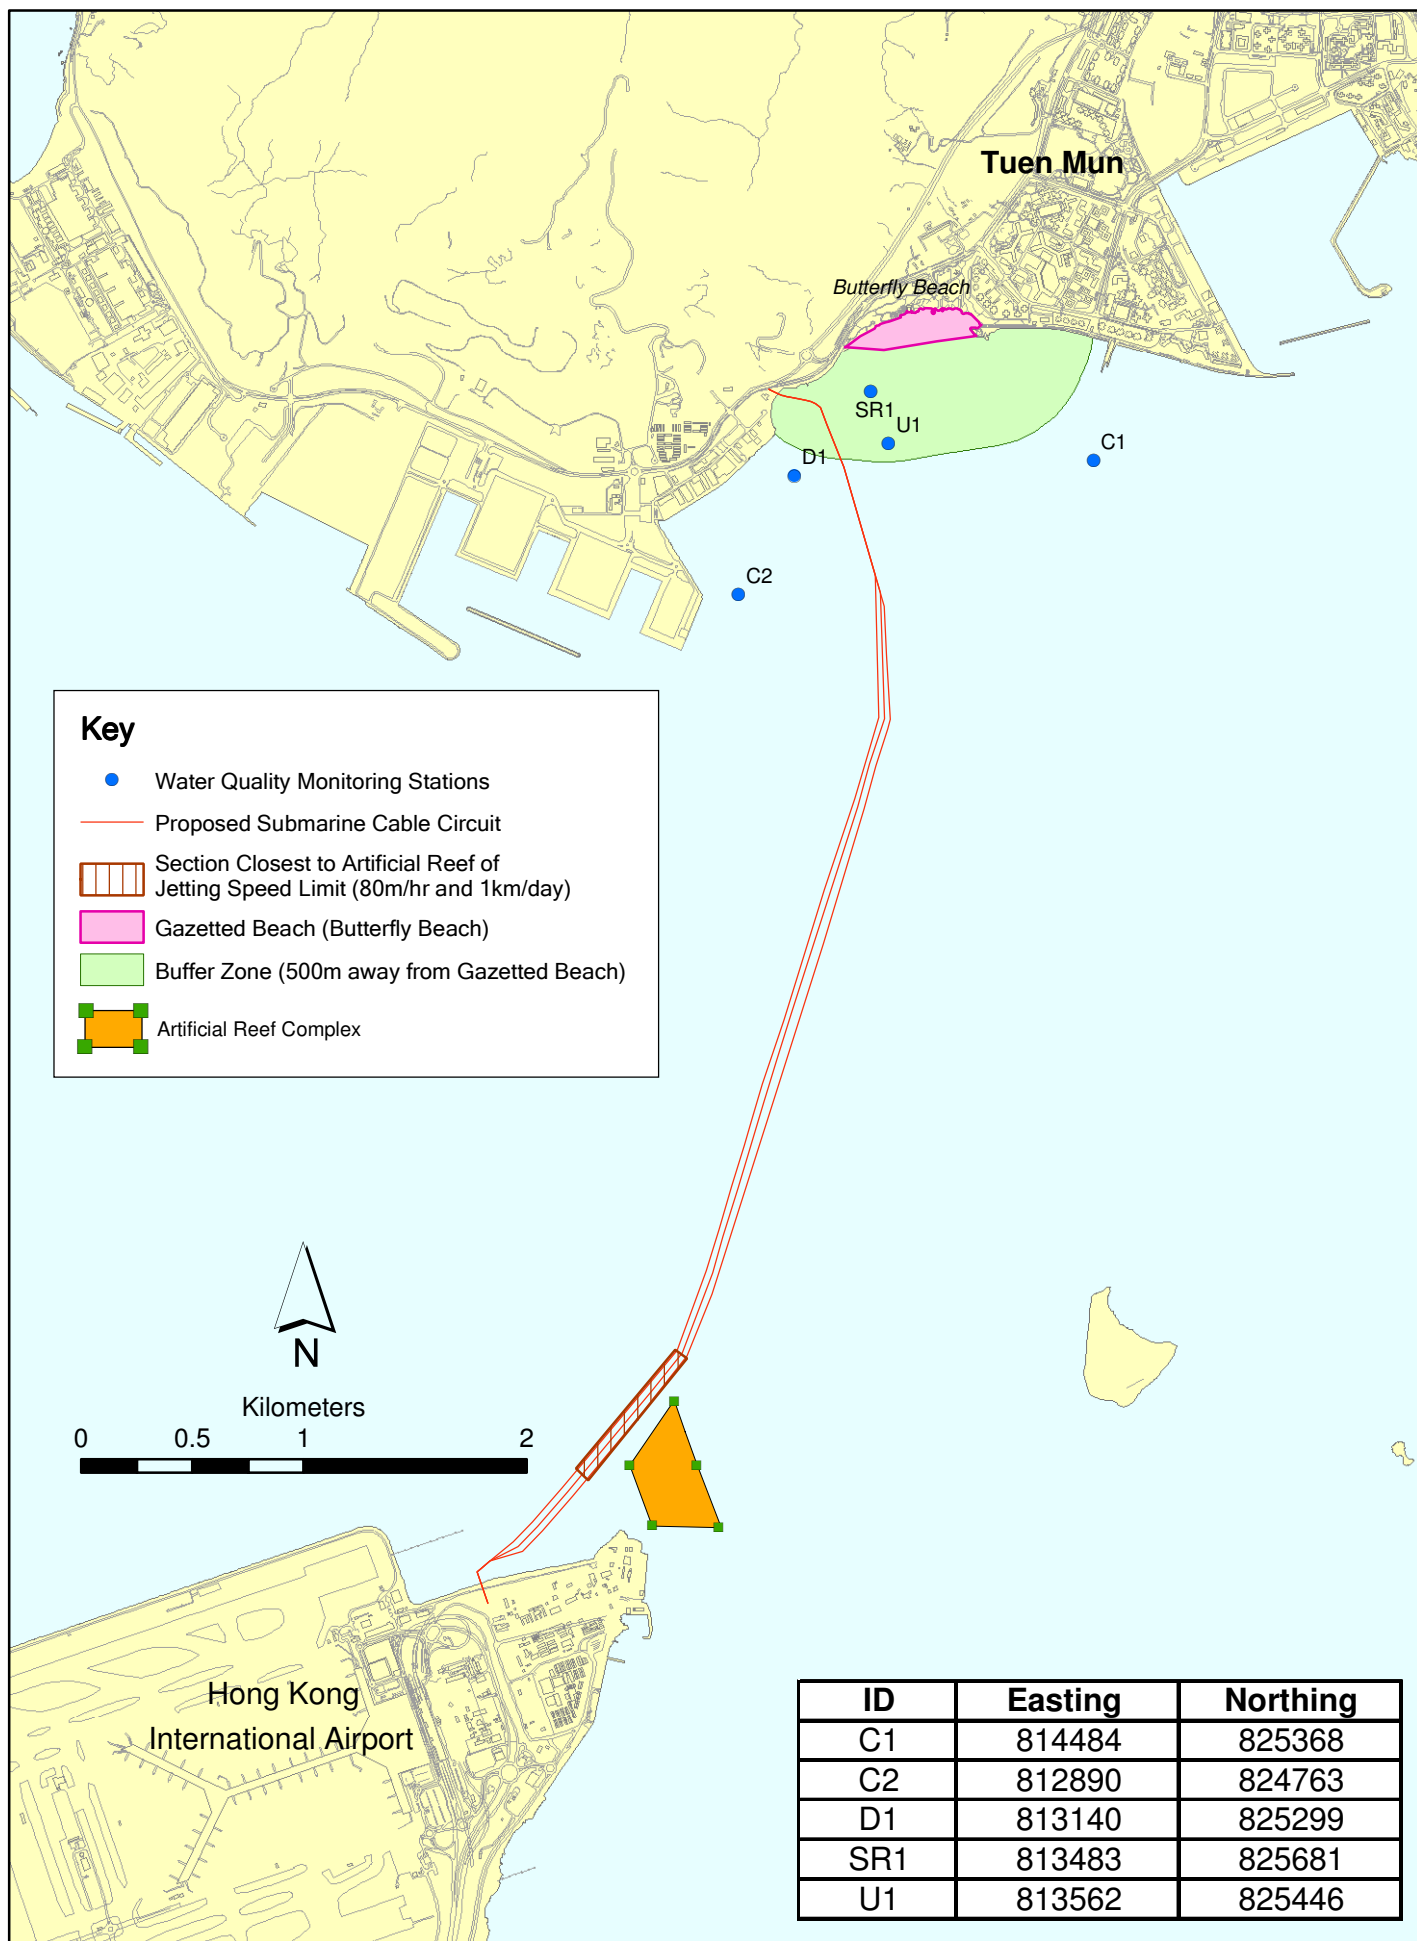 Tuen Mun
Butterfly Beach
SR1
U1
D1
C1
C2
Key
Water Quality Monitoring Stations
Proposed Submarine Cable Circuit
Section Closest to Artificial Reef of
Jetting Speed Limit (80m/hr and 1km/day)
Gazetted Beach (Butterfly Beach)
Buffer Zone (500m away from Gazetted Beach)
Artificial Reef Complex
N
Kilometers
0 0.5 1 2
Hong Kong
International Airport
ID Easting Northing
C1 814484 825368
C2 812890 824763
D1 813140 825299
SR1 813483 825681
U1 813562 825446